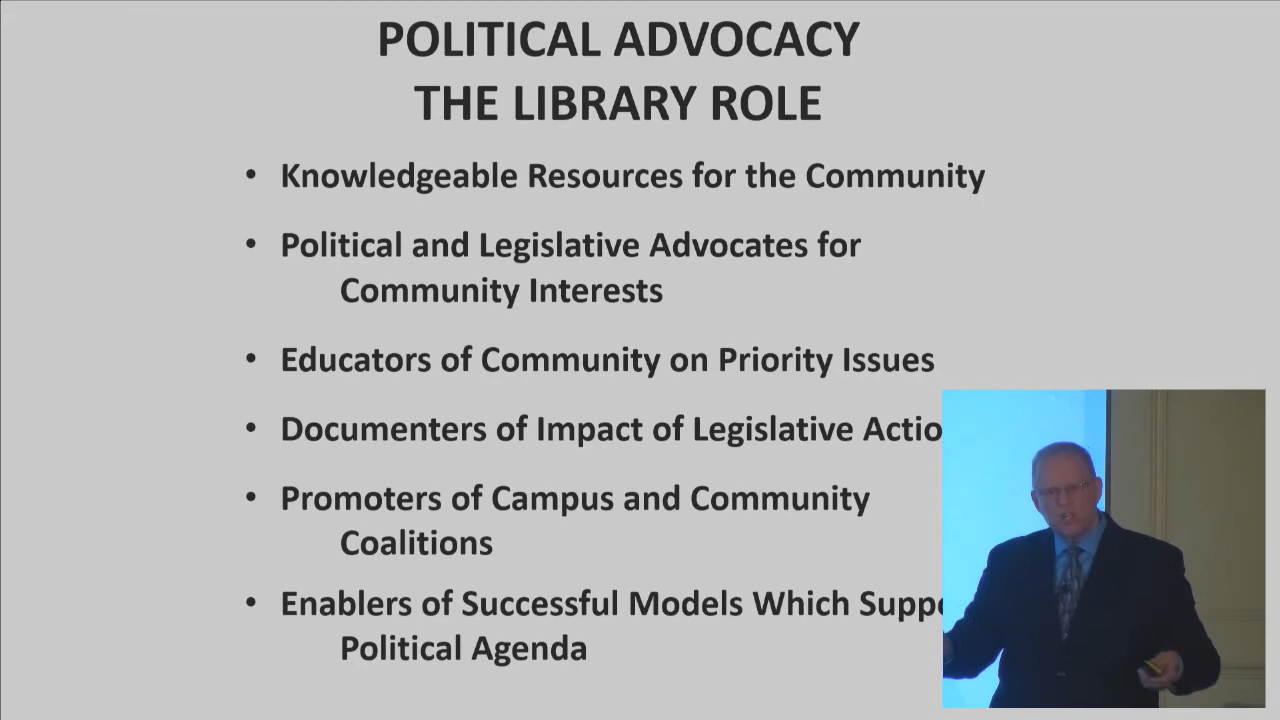 POLITICAL ADVOCACY
THE LIBRARY ROLE
• Knowledgeable Resources for the Community
• Political and Legislative Advocates for
Community Interests
• Educators of Community on Priority Issues
• Documenters of Impact of Legislative Actio
• Promoters of Campus and Community
Coalitions
• Enablers of Successful Models Which Suppo
Political Agenda